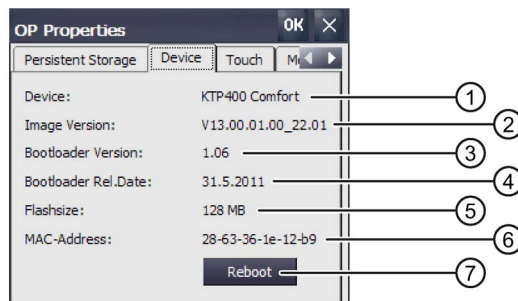 OP Properties OK ×
Persistent Storage Device Touch M
Device: KTP400 Comfort 1
Image Version: V13.00.01.00_22.01 2
Bootloader Version: 1.06 3
Bootloader Rel.Date: 31.5.2011 4
Flashsize: 128 MB 5
MAC-Address: 28-63-36-1e-12-b9 6
Reboot 7